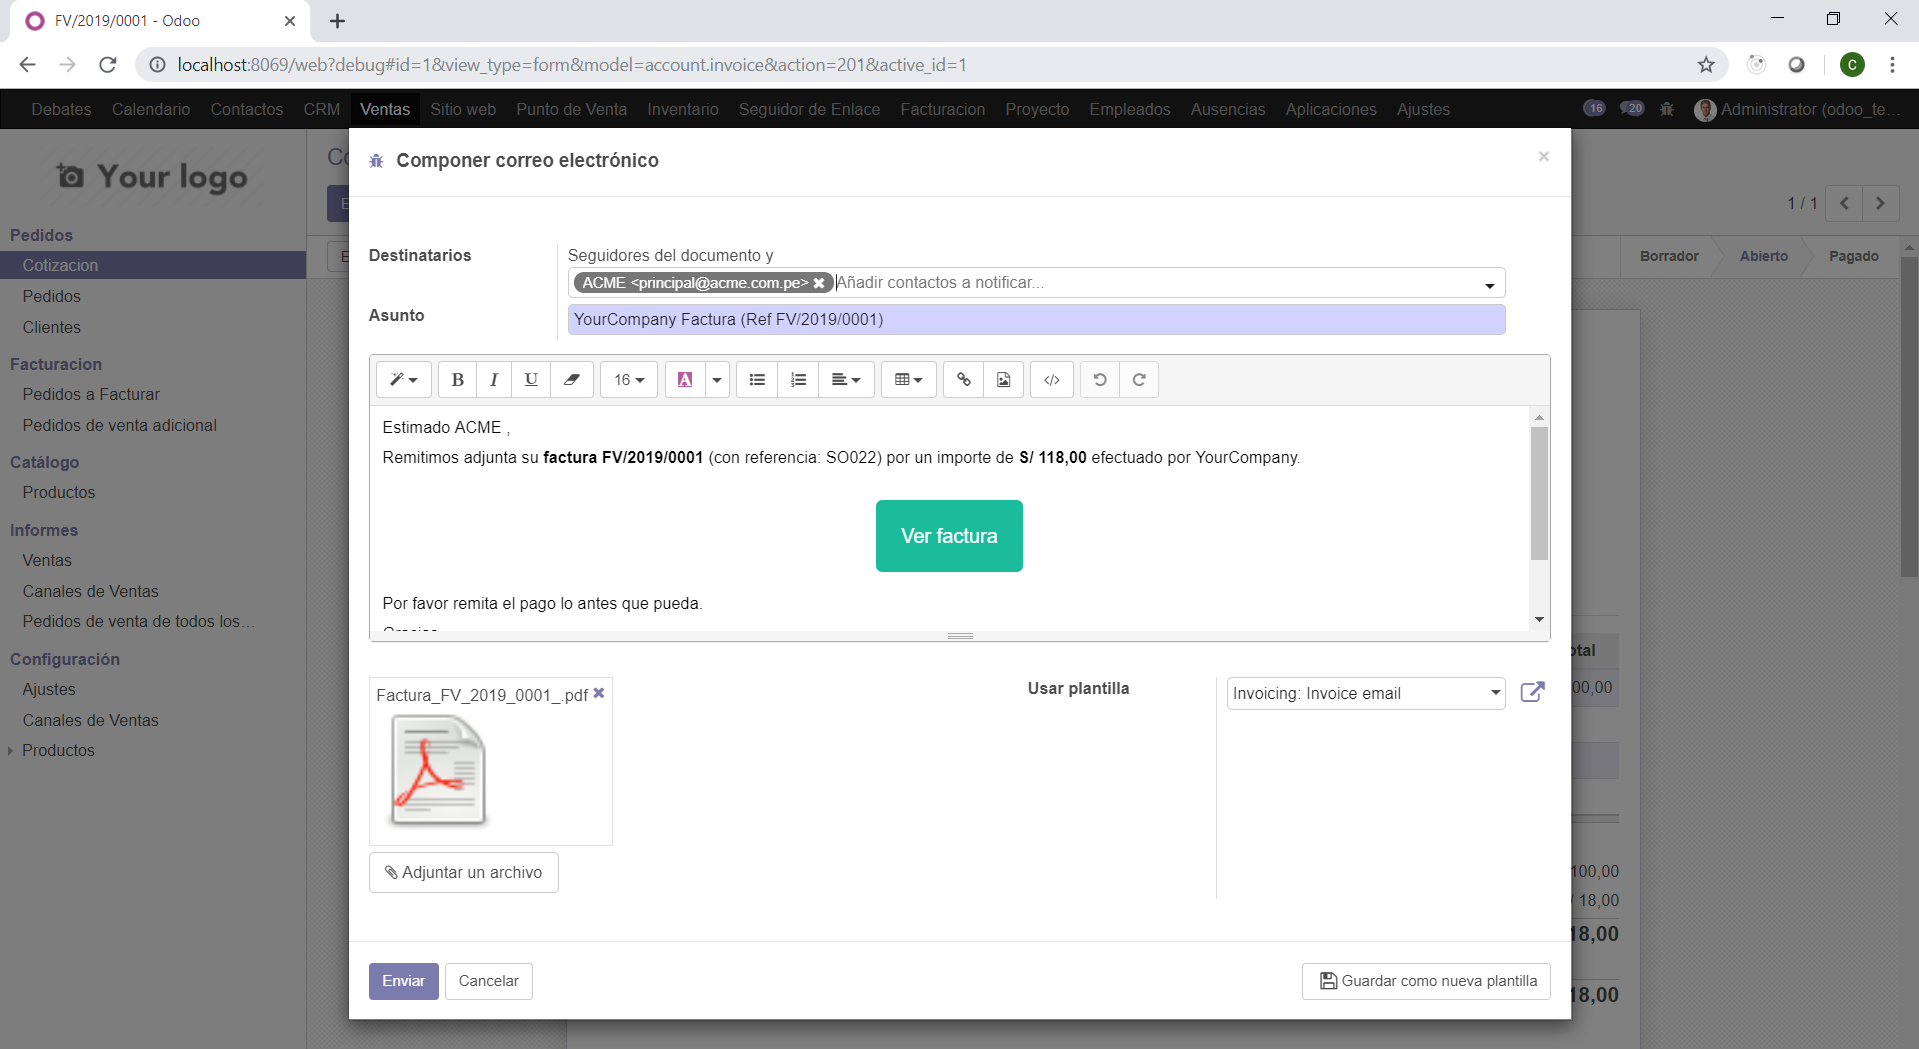 FV/2019/0001 - Odoo
localhost:8069/web?debug#id=1&view_type=form&model=account.invoice&action=201&active_id=1
C
Debates Calendario Contactos CRM Ventas Sitio web Punto de Venta Inventario Seguidor de Enlace Facturacion Proyecto Empleados Ausencias Aplicaciones Ajustes 16 20 Administrator (odoo_te...
Your logo
Pedidos
Cotizacion
Pedidos
Clientes
Facturacion
Pedidos a Facturar
Pedidos de venta adicional
Catálogo
Productos
Informes
Ventas
Canales de Ventas
Pedidos de venta de todos los...
Configuración
Ajustes
Canales de Ventas
Productos
1 / 1
Borrador Abierto Pagado
Componer correo electrónico
Destinatarios
Seguidores del documento y
ACME <principal@acme.com.pe> Añadir contactos a notificar...
Asunto
YourCompany Factura (Ref FV/2019/0001)
B I U 16 A
Estimado ACME ,
Remitimos adjunta su factura FV/2019/0001 (con referencia: SO022) por un importe de S/ 118,00 efectuado por YourCompany.
Ver factura
Por favor remita el pago lo antes que pueda.
Factura_FV_2019_0001_.pdf
Usar plantilla
Invoicing: Invoice email
Adjuntar un archivo
Enviar Cancelar Guardar como nueva plantilla
otal
00,00
100,00
/ 18,00
18,00
18,00